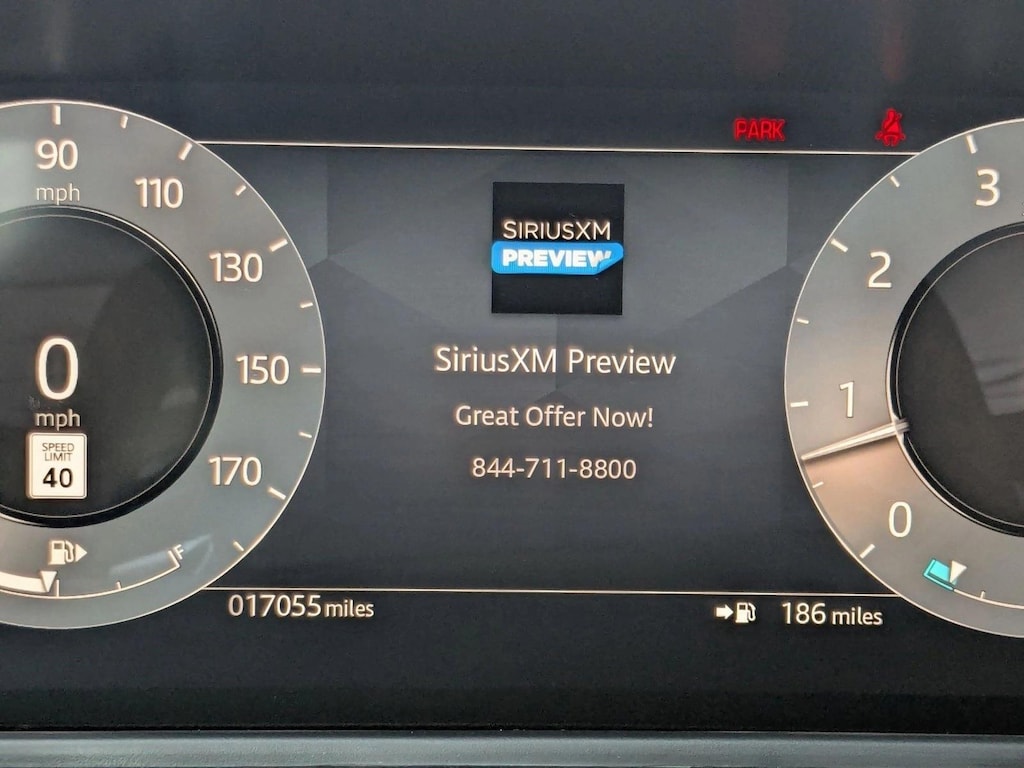 PARK
90
mph
110
130
150
170
0
mph
SPEED
LIMIT
40
F
SIRIUSXM
PREVIEW
SiriusXM Preview
Great Offer Now!
844-711-8800
3
2
1
0
017055 miles
186 miles